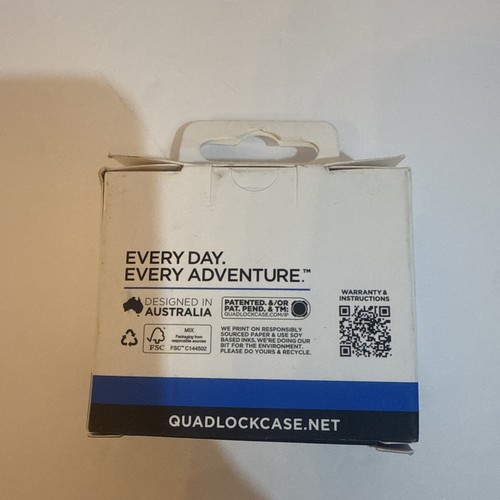 EVERY DAY.
EVERY ADVENTURE.™
DESIGNED IN
AUSTRALIA
PATENTED. &/OR
PAT. PEND. & TM:
QUADLOCKCASE.COM/IP
WARRANTY &
INSTRUCTIONS
FSC
MIX
Packaging from
responsible sources
FSC™ C144502
WE PRINT ON RESPONSIBLY
SOURCED PAPER & USE SOY
BASED INKS. WE'RE DOING OUR
BIT FOR THE ENVIRONMENT.
PLEASE DO YOURS & RECYCLE.
QUADLOCKCASE.NET